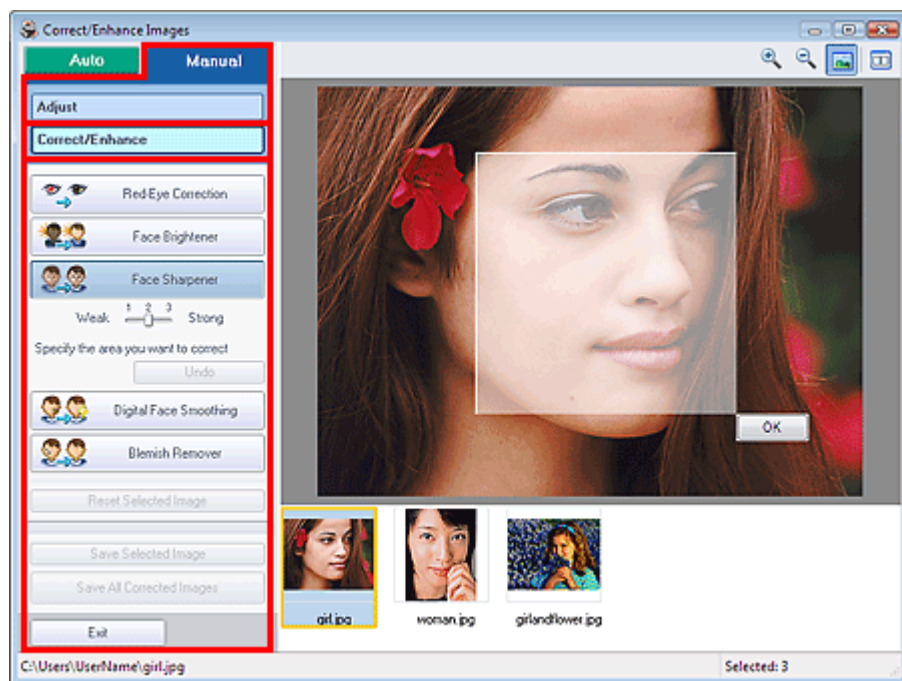 Correct/Enhance Images
Auto Manual
Adjust
Correct/Enhance
Red-Eye Correction
Face Brightener
Face Sharpener
1 2 3
Weak Strong
Specify the area you want to correct
Undo
Digital Face Smoothing
Blemish Remover
Reset Selected Image
Save Selected Image
Save All Corrected Images
Exit
OK
girl.jpg woman.jpg girlandflower.jpg
C:\Users\UserName\girl.jpg Selected: 3